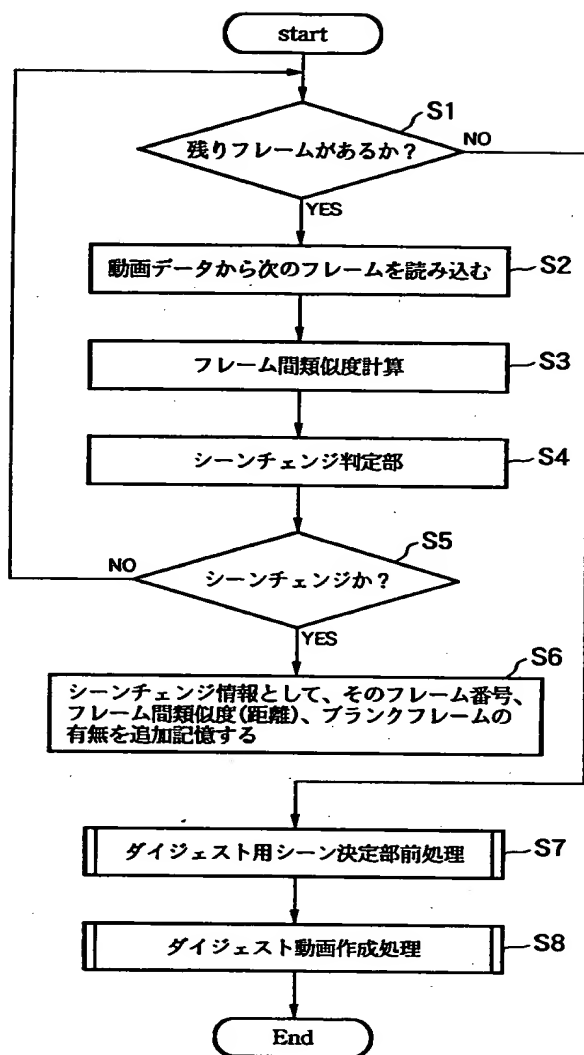 start
S1
残りフレームがあるか？
NO
YES
動画データから次のフレームを読み込む
S2
フレーム間類似度計算
S3
シーンチェンジ判定部
S4
S5
NO
シーンチェンジか？
YES
S6
シーンチェンジ情報として、そのフレーム番号、
フレーム間類似度(距離)、ブランクフレームの
有無を追加記憶する
ダイジェスト用シーン決定部前処理
S7
ダイジェスト動画作成処理
S8
End